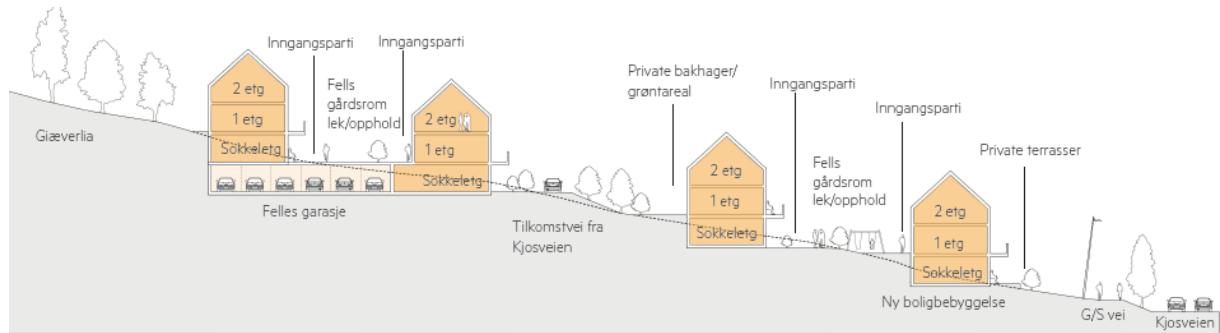 Inngangsparti
Inngangsparti
2 etg
1 etg
Sokkeletg
Fells
gårdsrom
lek/opphold
2 etg
1 etg
Sokkeletg
Giæverlia
Felles garasje
Tilkomstvei fra
Kjosveien
Private bakhager/
grøntareal
Inngangsparti
Inngangsparti
2 etg
1 etg
Sokkeletg
Fells
gårdsrom
lek/opphold
2 etg
1 etg
Sokkeletg
Private terrasser
Ny boligbebyggelse
G/S vei
Kjosveien